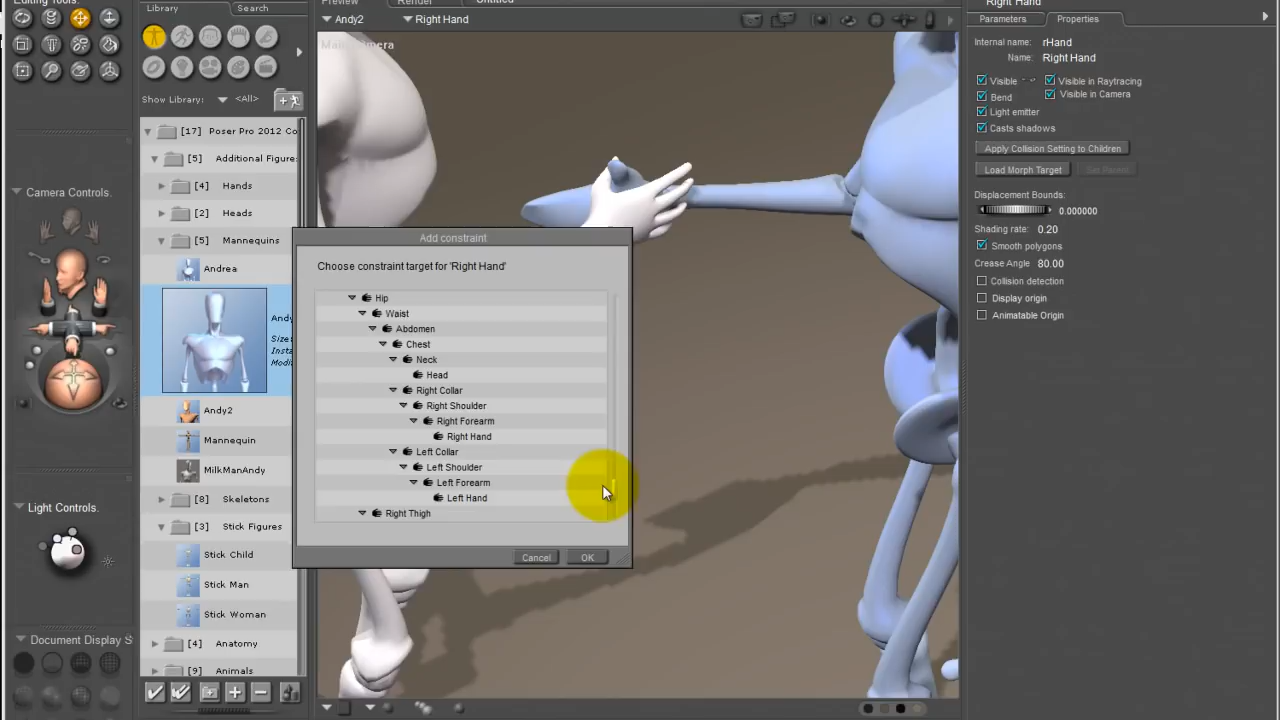 Editing Tools:
Library
Search
Preview
Render
Untitled
Andy2
Right Hand
Right Hand
Parameters
Properties
Internal name: rHand
Name: Right Hand
Visible
Visible in Raytracing
Bend
Visible in Camera
Light emitter
Casts shadows
Apply Collision Setting to Children
Load Morph Target
Displacement Bounds:
0.000000
Shading rate: 0.20
Smooth polygons
Crease Angle 80.00
Collision detection
Display origin
Animatable Origin
Show Library: <All>
[17] Poser Pro 2012 Co
[5] Additional Figure
[4] Hands
[2] Heads
[5] Mannequins
Andrea
Andy
Size:
Insta
Modi
Andy2
Mannequin
MilkManAndy
[8] Skeletons
[3] Stick Figures
Stick Child
Stick Man
Stick Woman
[4] Anatomy
[9] Animals
Camera Controls.
Light Controls.
Document Display S
Add constraint
Choose constraint target for 'Right Hand'
Hip
Waist
Abdomen
Chest
Neck
Head
Right Collar
Right Shoulder
Right Forearm
Right Hand
Left Collar
Left Shoulder
Left Forearm
Left Hand
Right Thigh
Cancel
OK